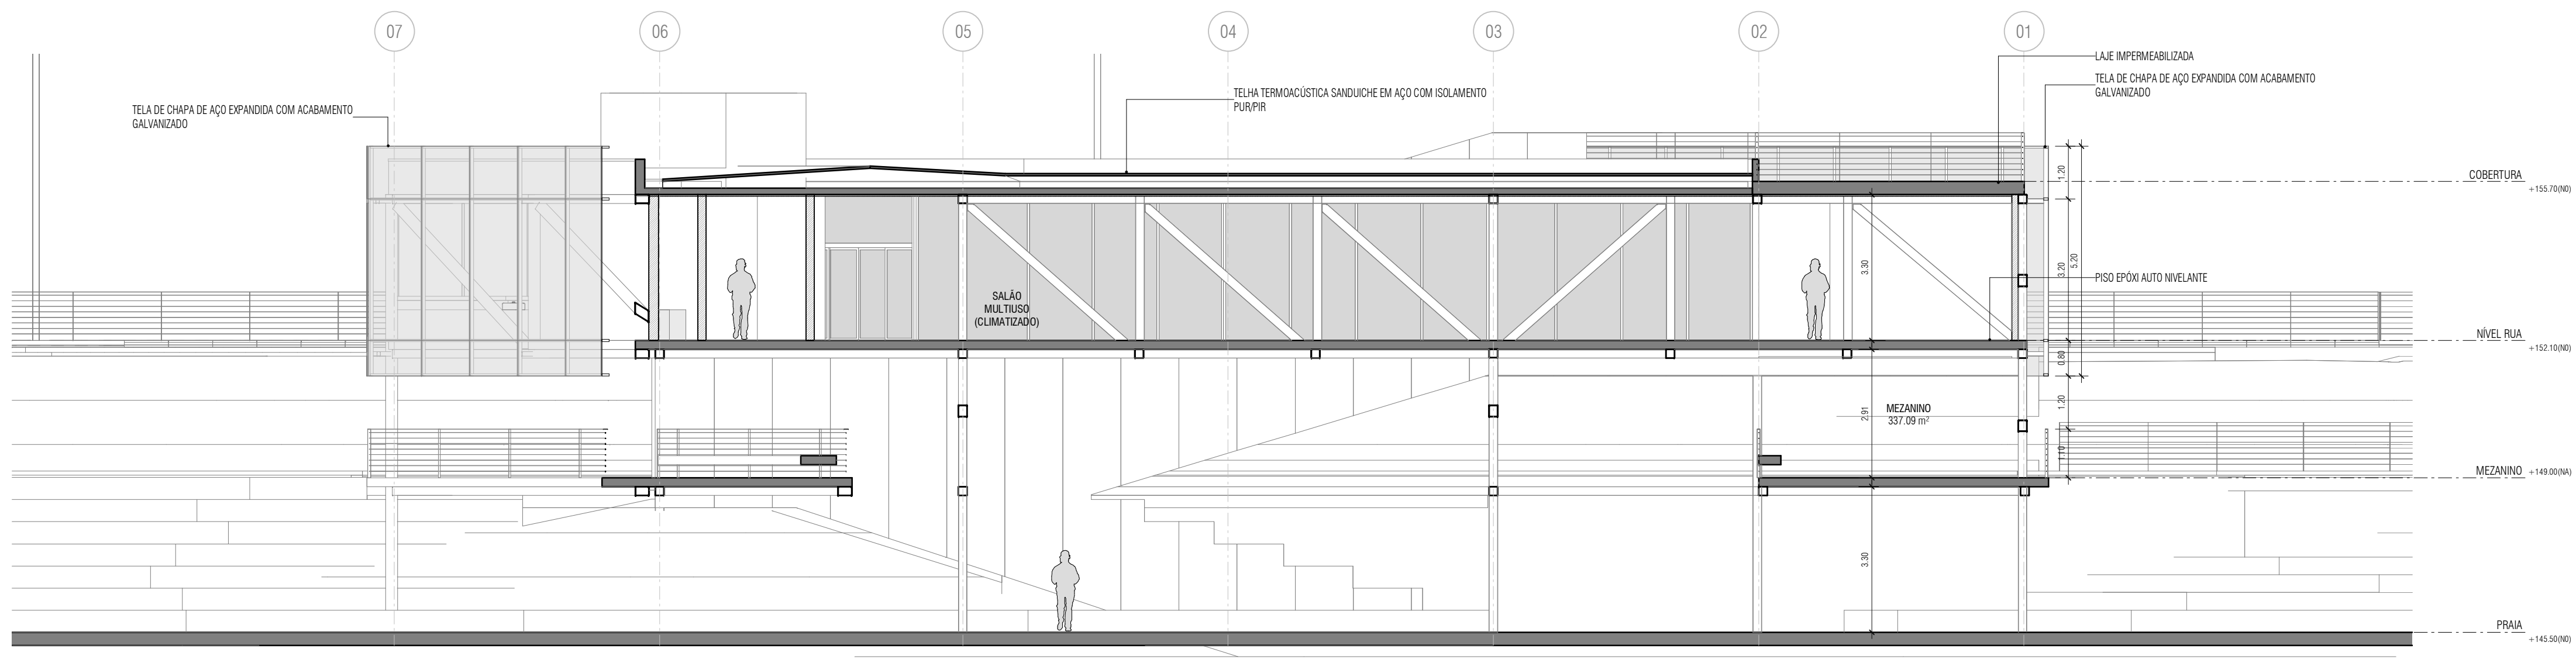 07
06
05
04
03
02
01
LAJE IMPERMEABILIZADA
TELA DE CHAPA DE AÇO EXPANDIDA COM ACABAMENTO
GALVANIZADO
TELHA TERMOACÚSTICA SANDUICHE EM AÇO COM ISOLAMENTO
PUR/PIR
TELA DE CHAPA DE AÇO EXPANDIDA COM ACABAMENTO
GALVANIZADO
1.20
COBERTURA
+155.70(N0)
3.30
3.20
5.20
PISO EPÓXI AUTO NIVELANTE
SALÃO
MULTIUSO
(CLIMATIZADO)
NÍVEL RUA
+152.10(N0)
0.80
2.91
MEZANINO
337.09 m²
1.20
1.10
MEZANINO
+149.00(NA)
3.30
PRAIA
+145.50(N0)